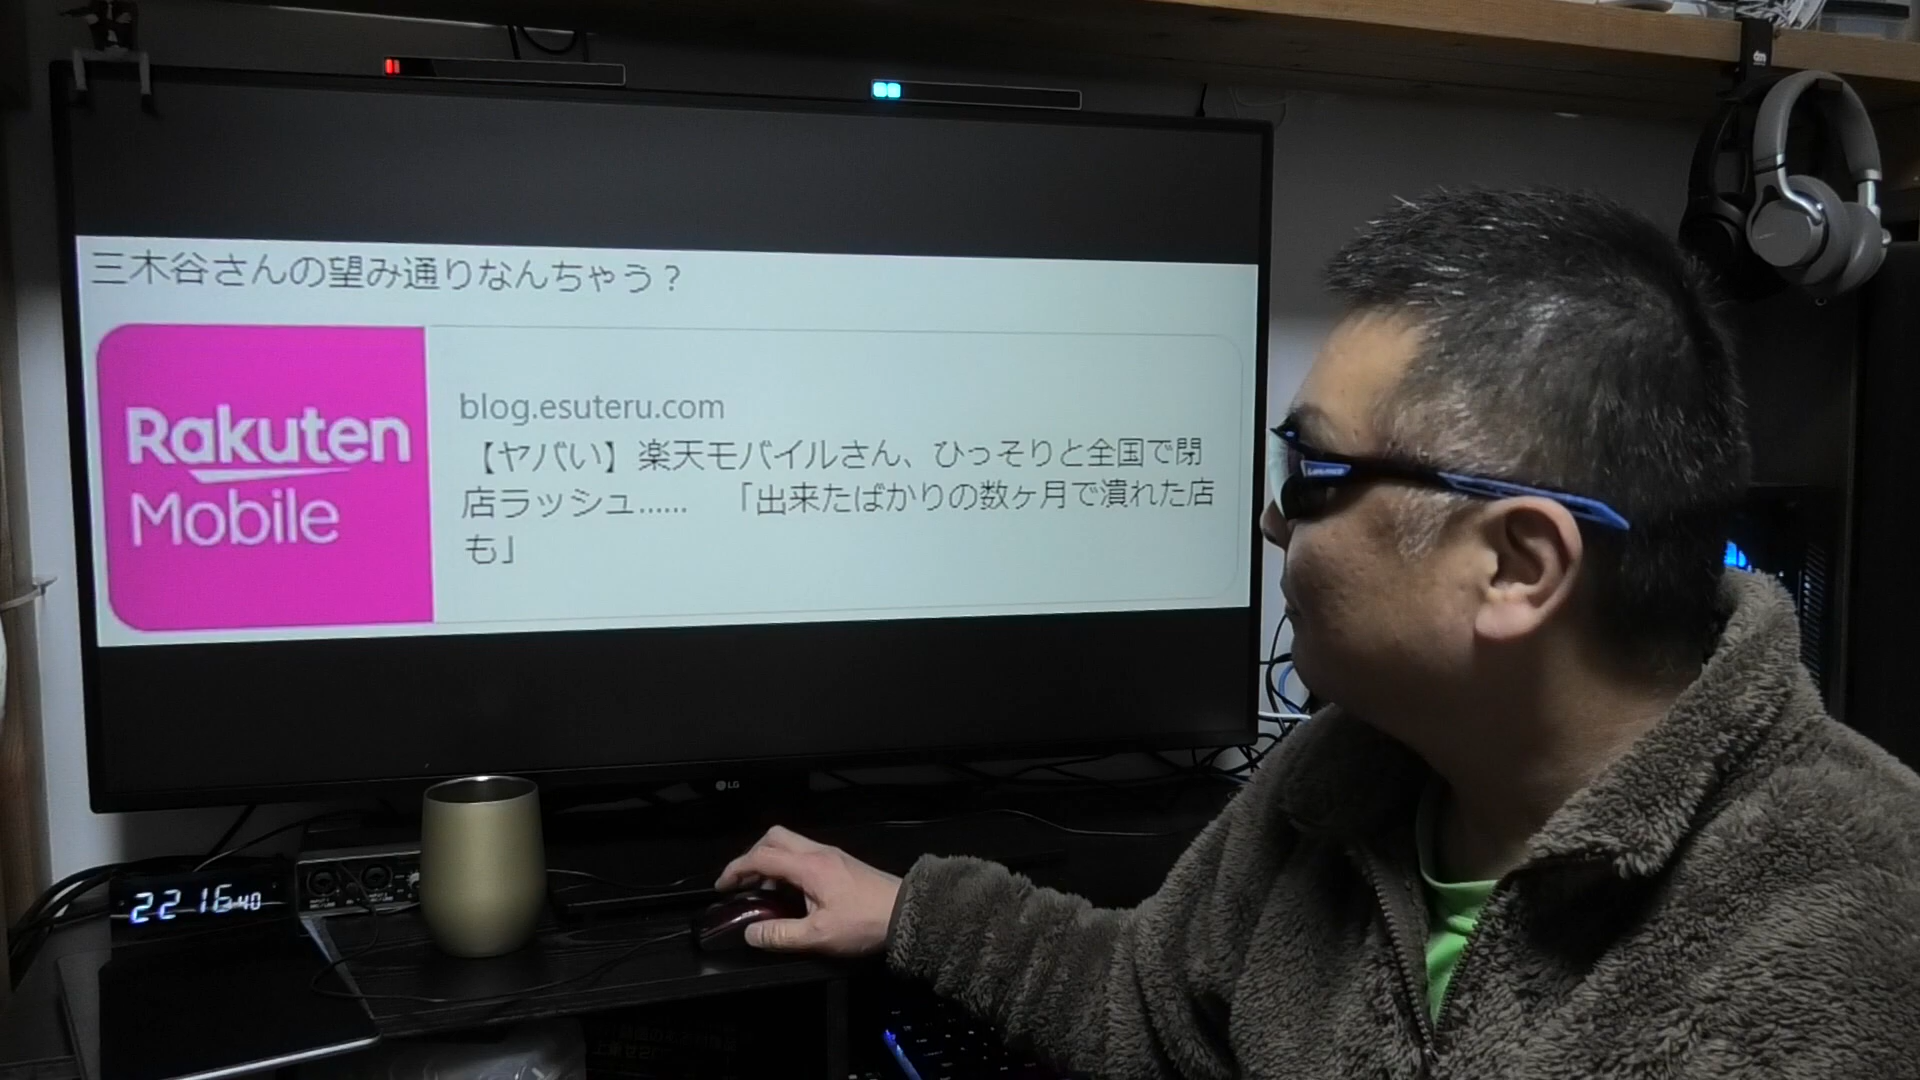 三木谷さんの望み通りなんちゃう？
Rakuten
Mobile
blog.esuteru.com
【ヤバい】楽天モバイルさん、ひっそりと全国で閉
店ラッシュ…… 「出来たばかりの数ヶ月で潰れた店
も」
LG
22 16 40